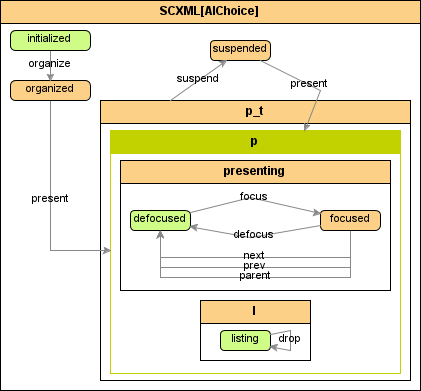 SCXML[AIChoice]
initialized
suspended
organize
suspend
present
organized
p_t
p
presenting
focus
present
defocused
focused
defocus
next
prev
parent
l
listing
drop